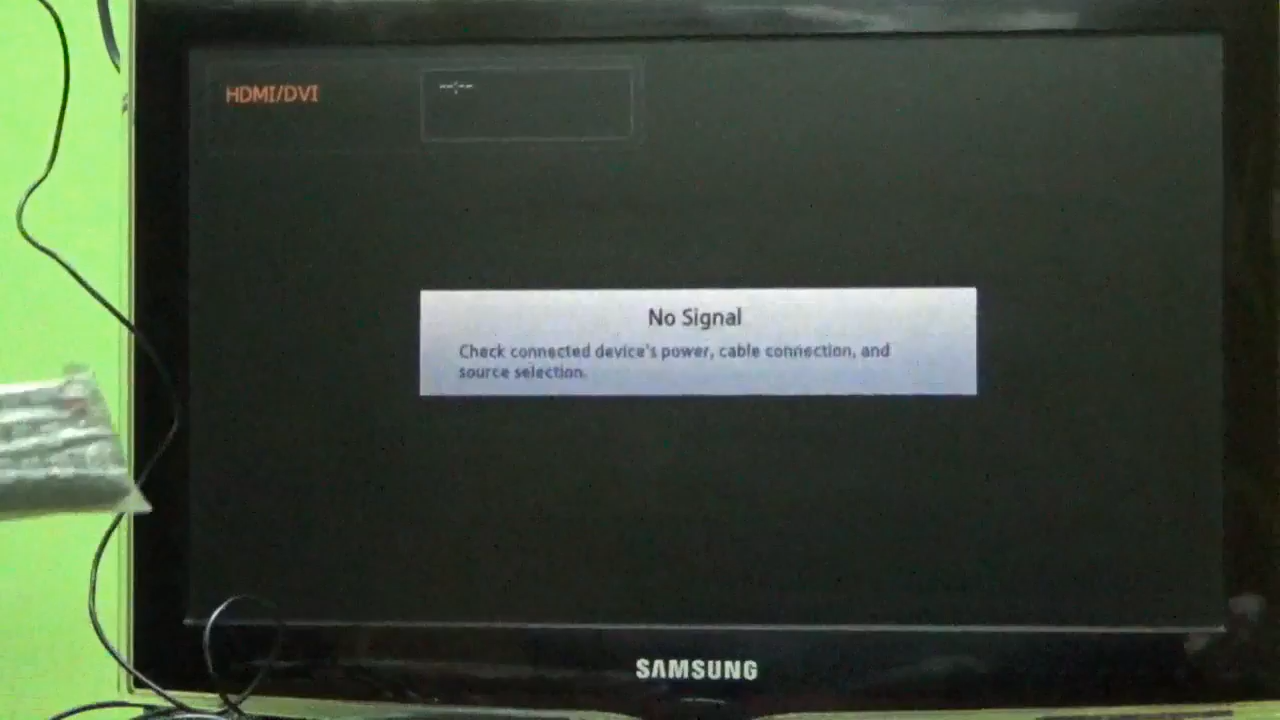 HDMI/DVI
--:--
No Signal
Check connected device's power, cable connection, and
source selection.
SAMSUNG